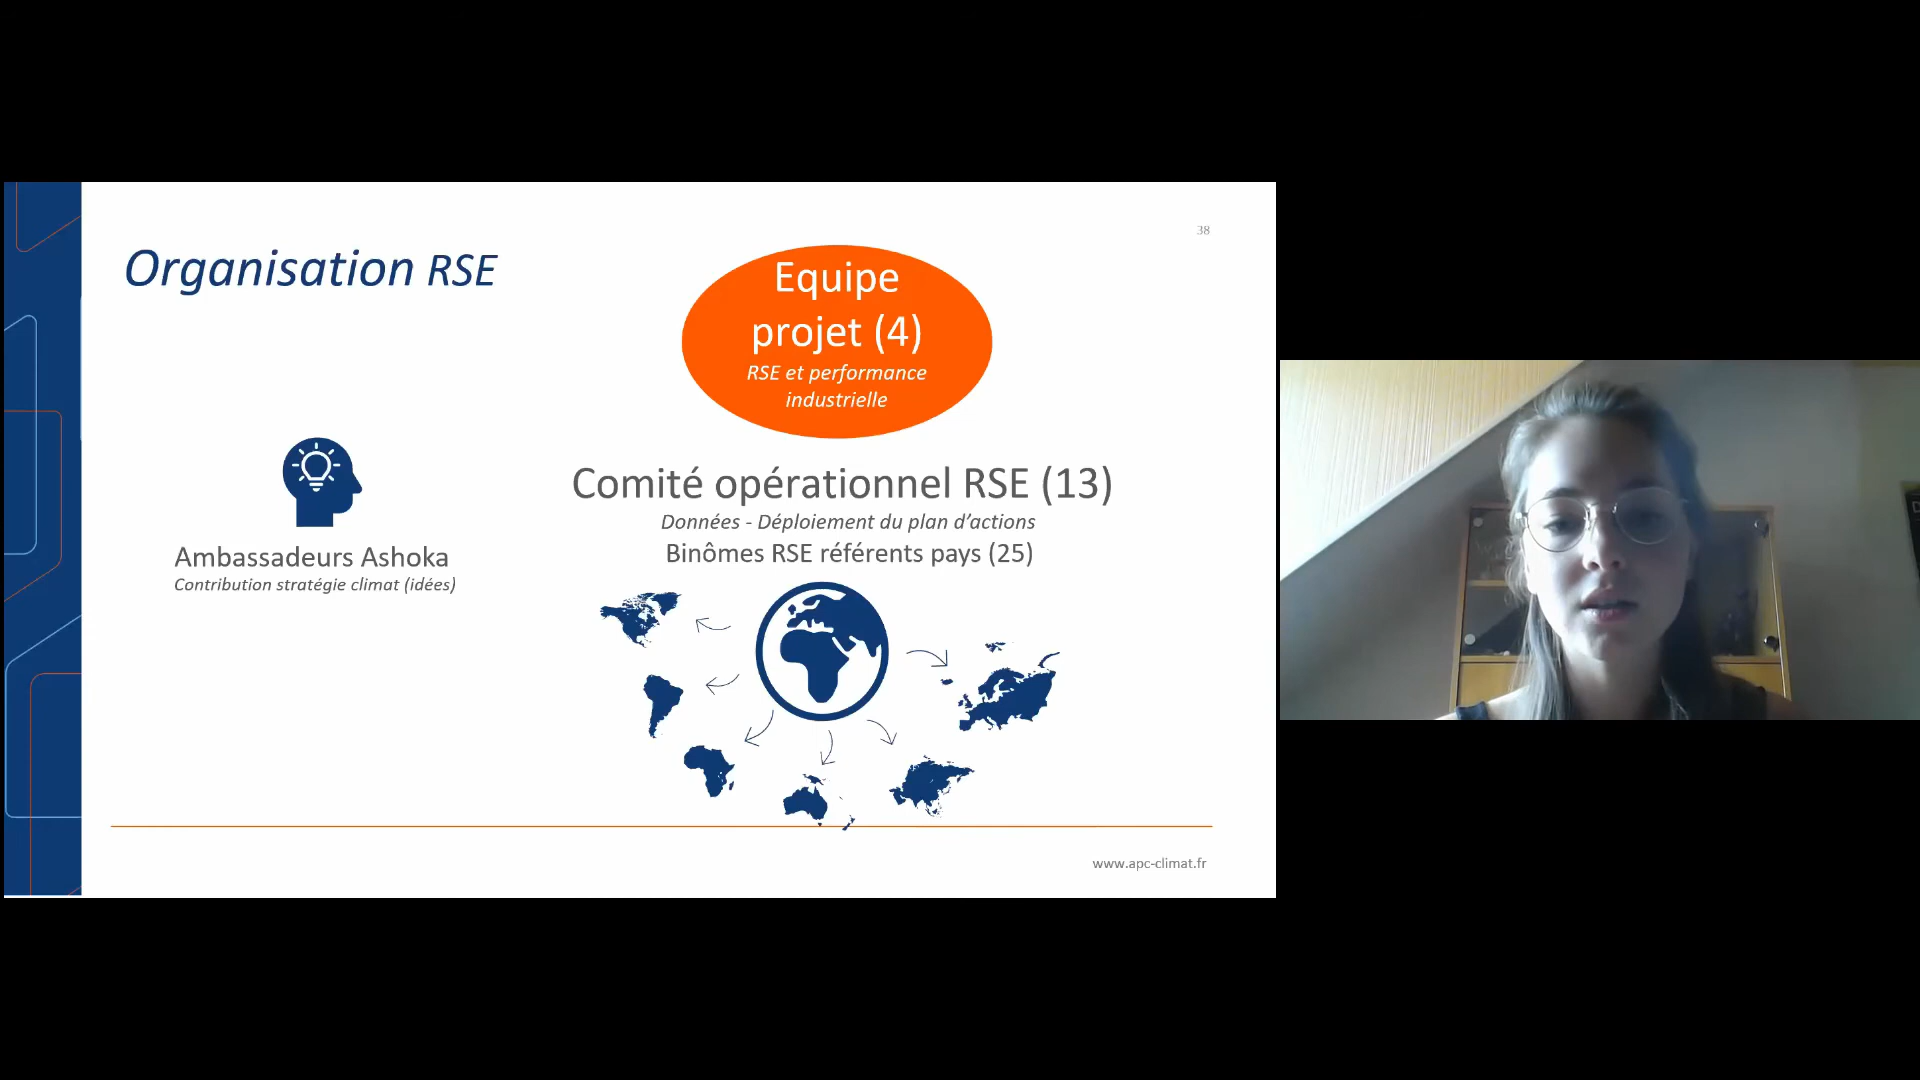 38
Organisation RSE
Equipe
projet (4)
RSE et performance
industrielle
Comité opérationnel RSE (13)
Données - Déploiement du plan d’actions
Binômes RSE référents pays (25)
Ambassadeurs Ashoka
Contribution stratégie climat (idées)
www.apc-climat.fr